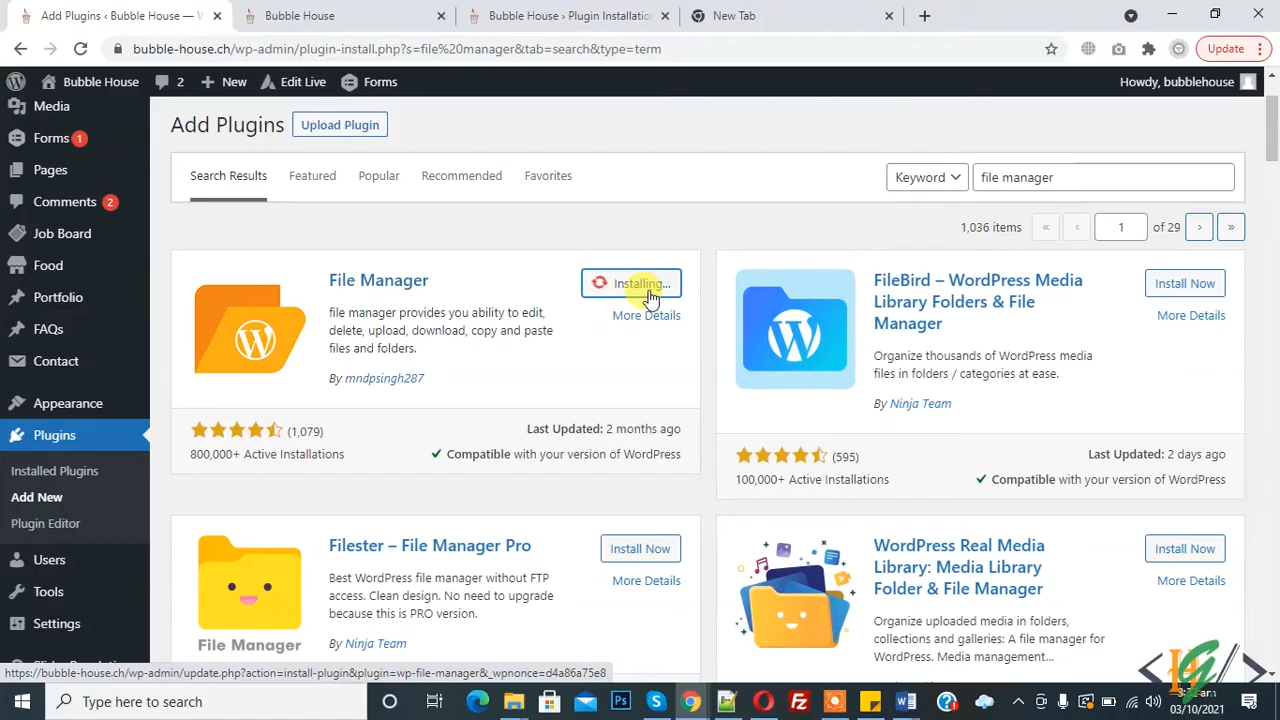 Add Plugins ‹ Bubble House — W
Bubble House
Bubble House › Plugin Installatio
New Tab
bubble-house.ch/wp-admin/plugin-install.php?s=file%20manager&tab=search&type=term
Update
Bubble House
2
New
Edit Live
Forms
Howdy, bubblehouse
Media
Forms 1
Pages
Comments 2
Job Board
Food
Portfolio
FAQs
Contact
Appearance
Plugins
Installed Plugins
Add New
Plugin Editor
Users
Tools
Settings
Add Plugins
Upload Plugin
Search Results
Featured
Popular
Recommended
Favorites
Keyword
file manager
1,036 items
«
‹
1
of 29
›
»
File Manager
Installing...
More Details
file manager provides you ability to edit,
delete, upload, download, copy and paste
files and folders.
By mndpsingh287
(1,079)
800,000+ Active Installations
Last Updated: 2 months ago
Compatible with your version of WordPress
FileBird – WordPress Media
Library Folders & File
Manager
Install Now
More Details
Organize thousands of WordPress media
files in folders / categories at ease.
By Ninja Team
(595)
100,000+ Active Installations
Last Updated: 2 days ago
Compatible with your version of WordPress
Filester – File Manager Pro
Install Now
More Details
Best WordPress file manager without FTP
access. Clean design. No need to upgrade
because this is PRO version.
By Ninja Team
File Manager
WordPress Real Media
Library: Media Library
Folder & File Manager
Install Now
More Details
Organize uploaded media in folders,
collections and galleries: A file manager for
WordPress. Media management...
https://bubble-house.ch/wp-admin/update.php?action=install-plugin&plugin=wp-file-manager&_wpnonce=d4a86a75e8
Type here to search
03/10/2021